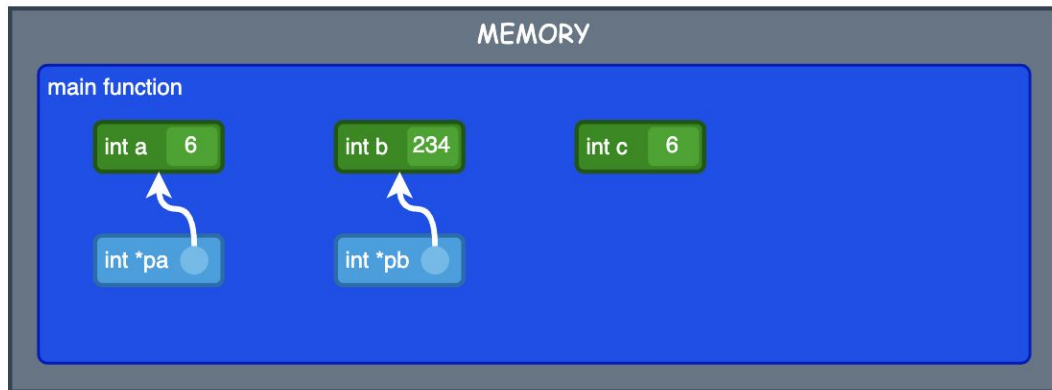 MEMORY
main function
int a 6
int b 234
int c 6
int *pa
int *pb